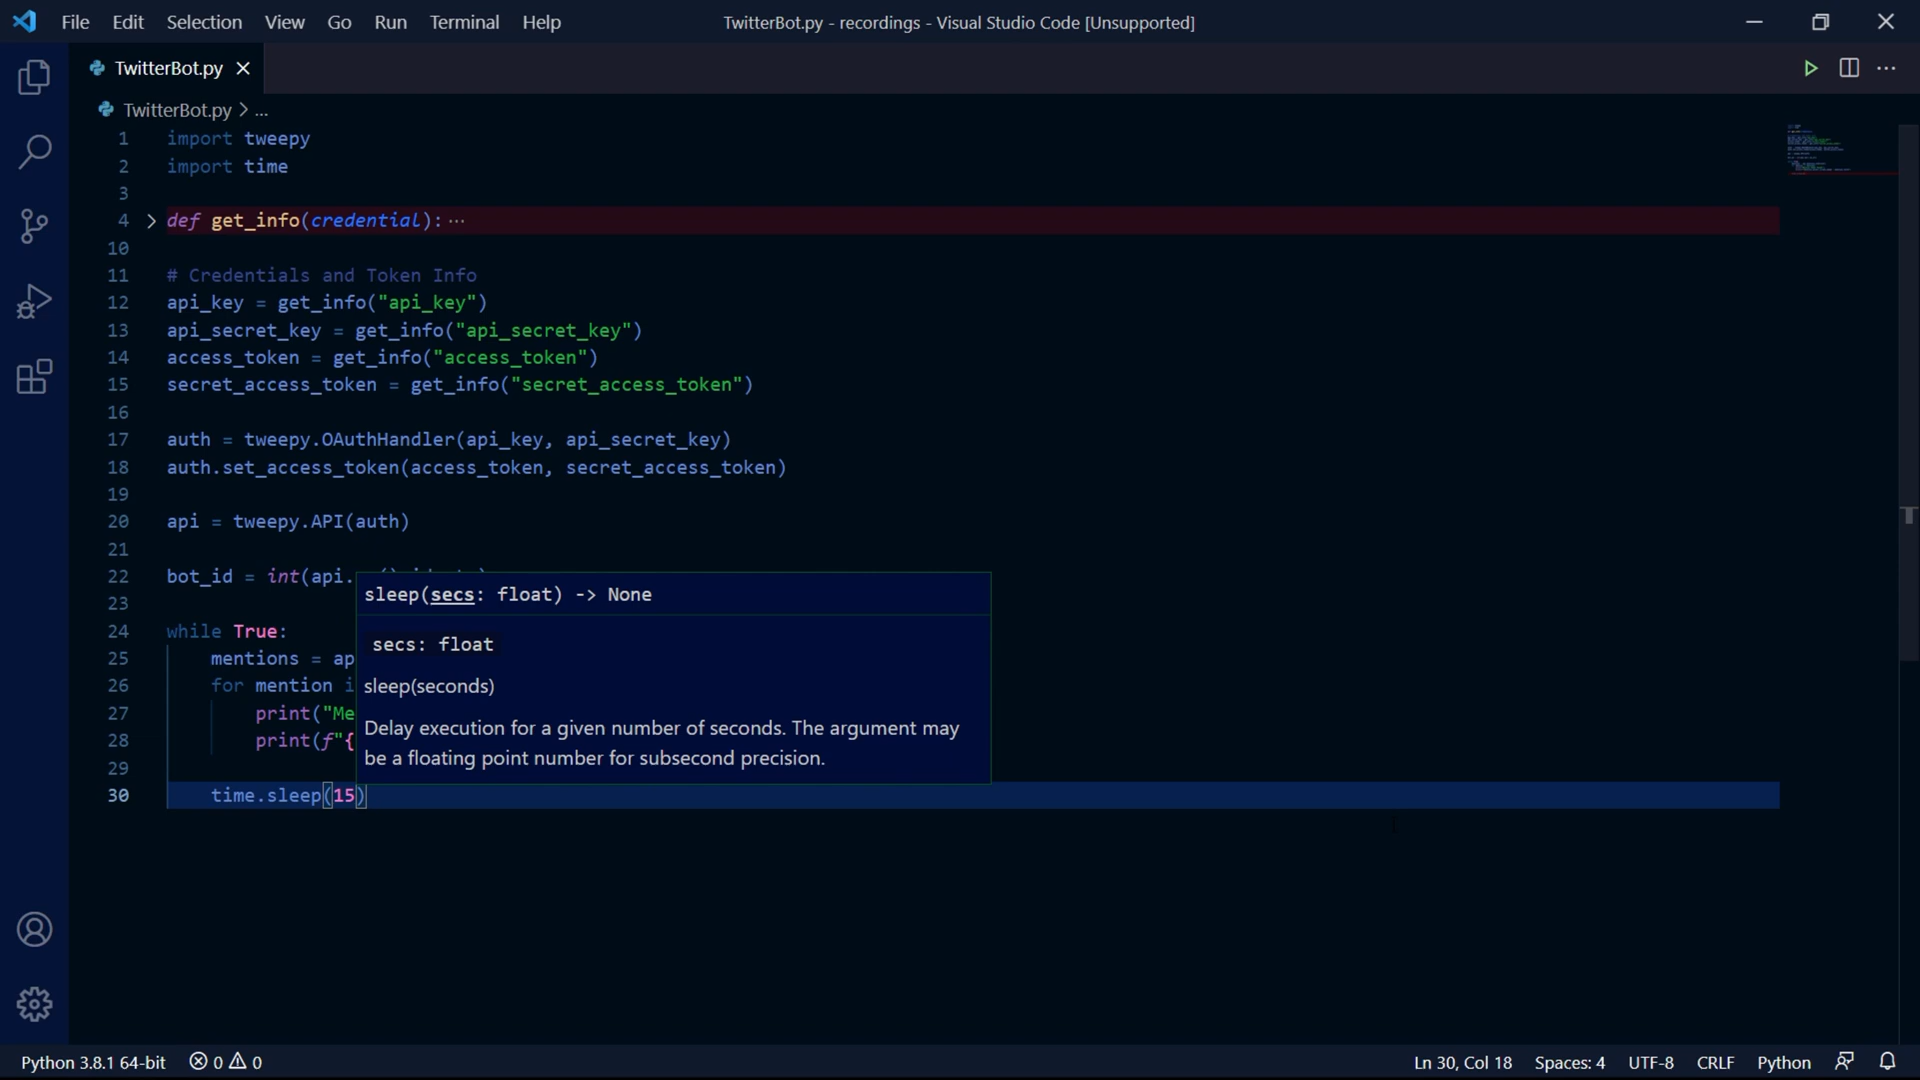 File Edit Selection View Go Run Terminal Help TwitterBot.py - recordings - Visual Studio Code [Unsupported]
TwitterBot.py
TwitterBot.py > ...
1 import tweepy
2 import time
3
4 def get_info(credential): ...
10
11 # Credentials and Token Info
12 api_key = get_info("api_key")
13 api_secret_key = get_info("api_secret_key")
14 access_token = get_info("access_token")
15 secret_access_token = get_info("secret_access_token")
16
17 auth = tweepy.OAuthHandler(api_key, api_secret_key)
18 auth.set_access_token(access_token, secret_access_token)
19
20 api = tweepy.API(auth)
21
22 bot_id = int(api.
23
24 while True:
25 mentions = ap
26 for mention i
27 print("Me
28 print(f"{
29
30 time.sleep(15)
sleep(secs: float) -> None
secs: float
sleep(seconds)
Delay execution for a given number of seconds. The argument may
be a floating point number for subsecond precision.
Python 3.8.1 64-bit 0 0 Ln 30, Col 18 Spaces: 4 UTF-8 CRLF Python